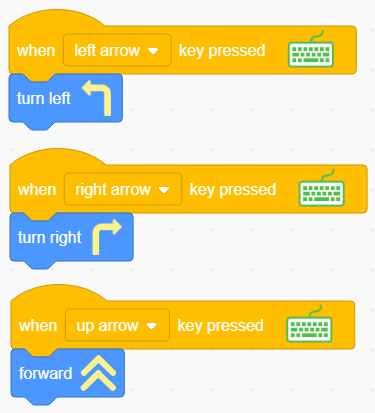 when left arrow key pressed
turn left
when right arrow key pressed
turn right
when up arrow key pressed
forward